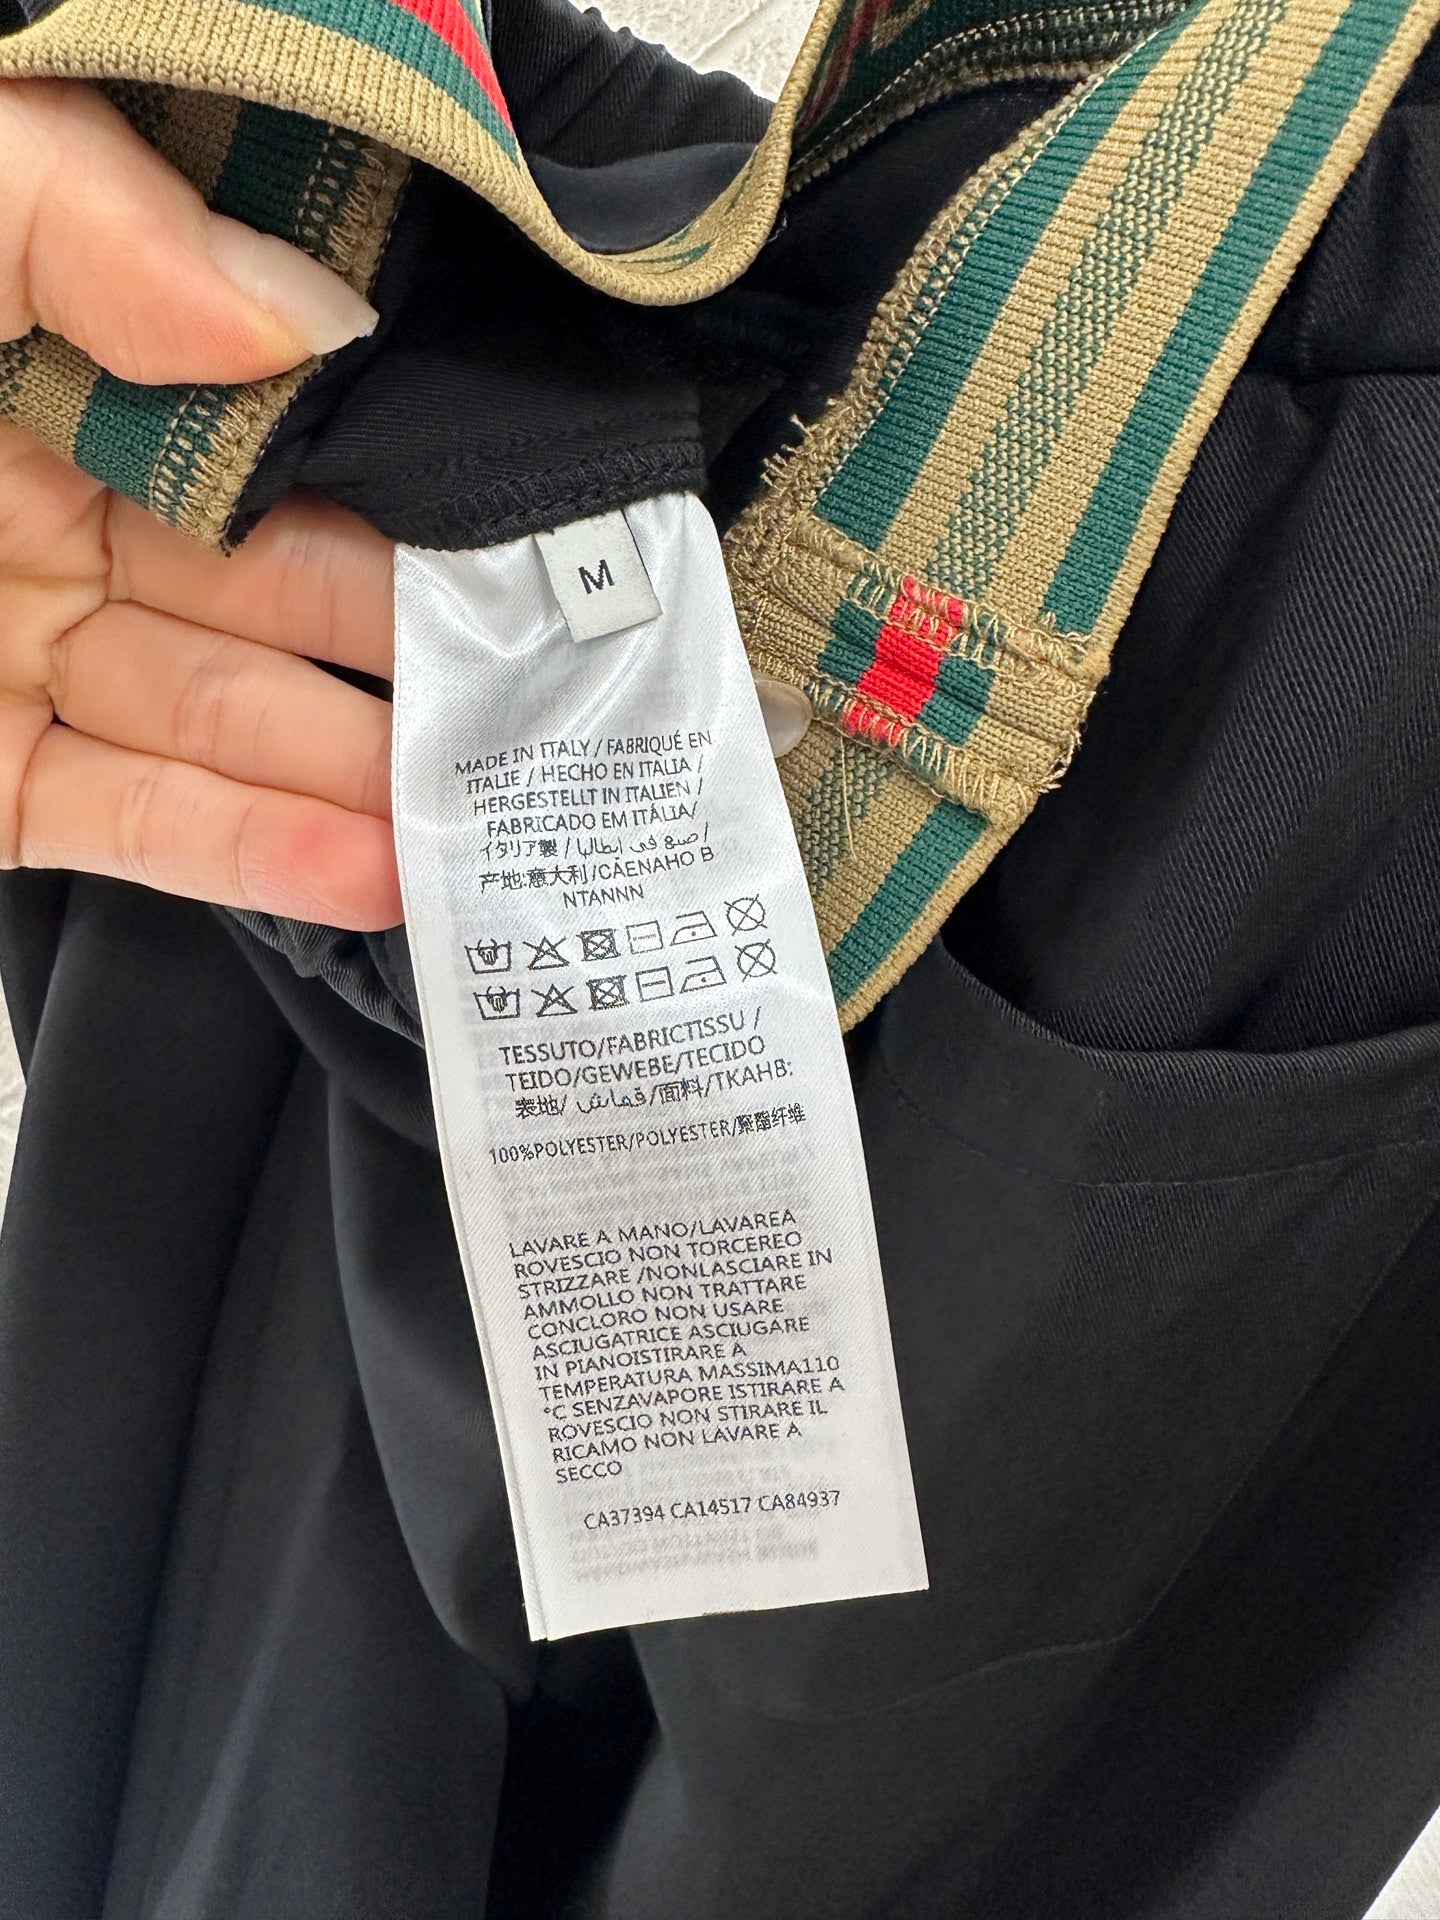 M
MADE IN ITALY / FABRIQUÉ EN
ITALIE / HECHO EN ITALIA /
HERGESTELLT IN ITALIEN /
FABRICADO EM ITÁLIA/
イタリア製 / صنع في إيطاليا /
产地:意大利/CÄENAHO B
NTANNN
TESSUTO/FABRICTISSU /
TEIDO/GEWEBE/TECIDO
表地/ قماش/面料/TKAHB:
100%POLYESTER/POLYESTER/聚酯纤维
LAVARE A MANO/LAVAREA
ROVESCIO NON TORCEREO
STRIZZARE /NONLASCIARE IN
AMMOLLO NON TRATTARE
CONCLORO NON USARE
ASCIUGATRICE ASCIUGARE
IN PIANOISTIRARE A
TEMPERATURA MASSIMA110
°C SENZAVAPORE ISTIRARE A
ROVESCIO NON STIRARE IL
RICAMO NON LAVARE A
SECCO
CA37394 CA14517 CA84937